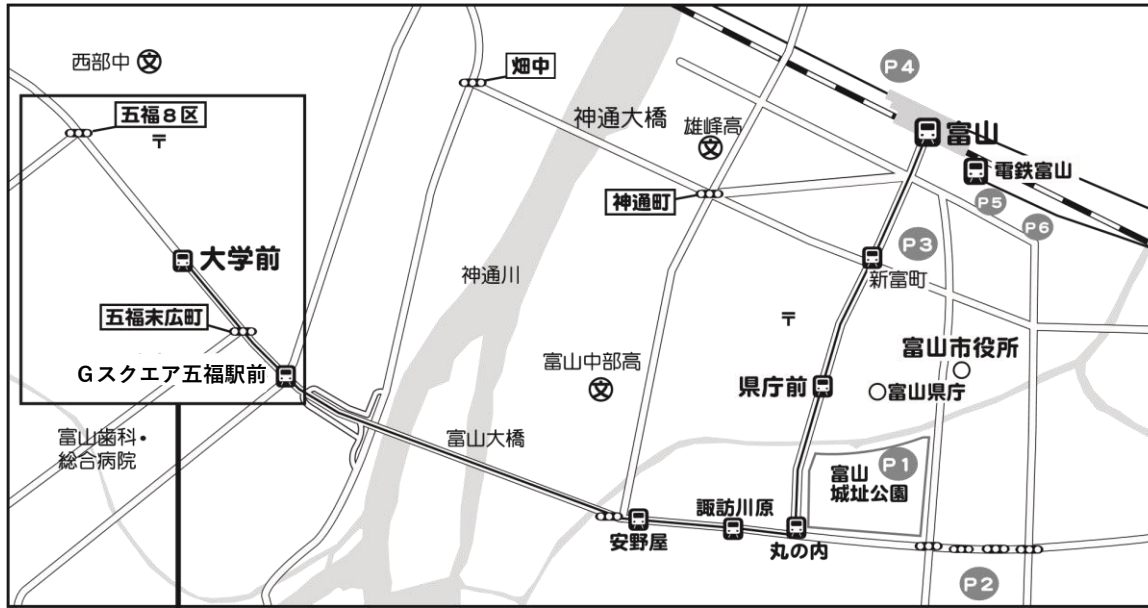 西部中 文
五福8区
〒
大学前
五福末広町
Gスクエア五福駅前
富山歯科・
総合病院
畑中
神通大橋
雄峰高
文
神通町
神通川
富山中部高
文
富山大橋
安野屋
諏訪川原
丸の内
P4
富山
電鉄富山
P5
P6
P3
新富町
〒
富山市役所
県庁前
富山県庁
P1
富山
城址公園
P2